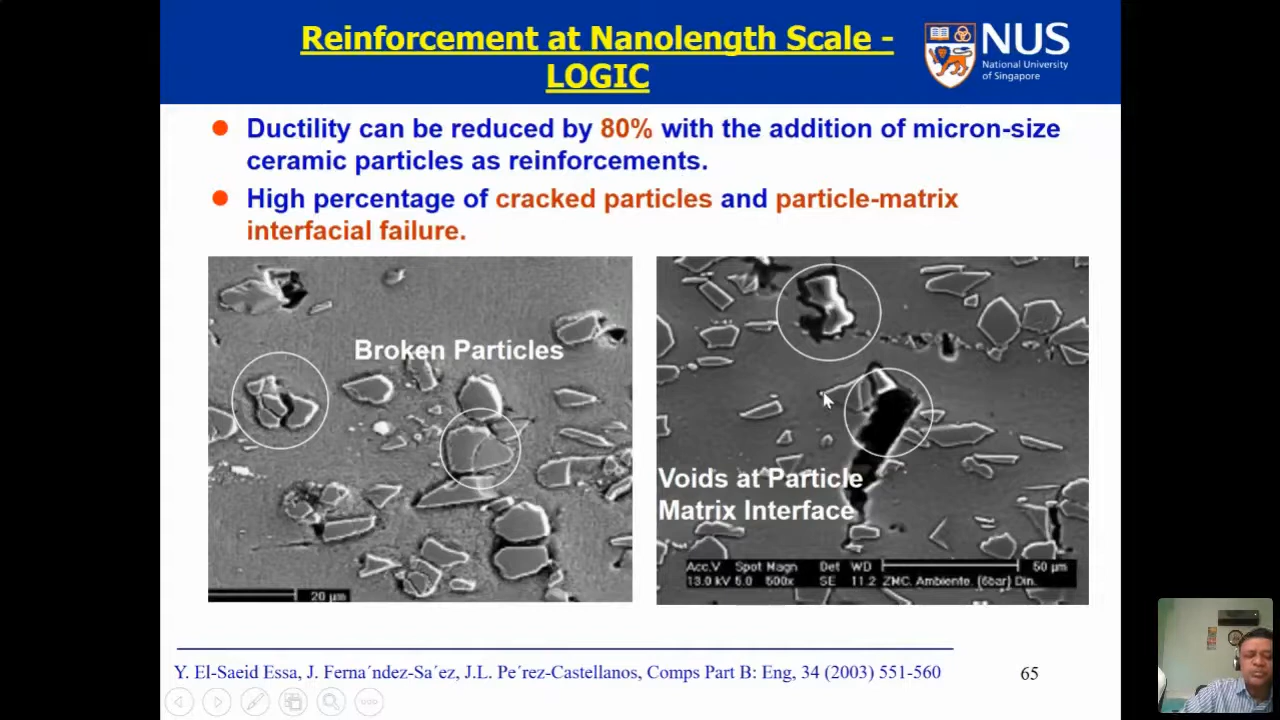 Reinforcement at Nanolength Scale -
LOGIC
NUS
National University
of Singapore
Ductility can be reduced by 80% with the addition of micron-size
ceramic particles as reinforcements.
High percentage of cracked particles and particle-matrix
interfacial failure.
Broken Particles
20 µm
Voids at Particle
Matrix Interface
Acc.V Spot Magn Det WD 50 µm
13.0 kV 5.0 500x SE 11.2 ZMC. Ambiente. (6bar) Din.
Y. El-Saeid Essa, J. Ferna´ndez-Sa´ez, J.L. Pe´rez-Castellanos, Comps Part B: Eng, 34 (2003) 551-560
65